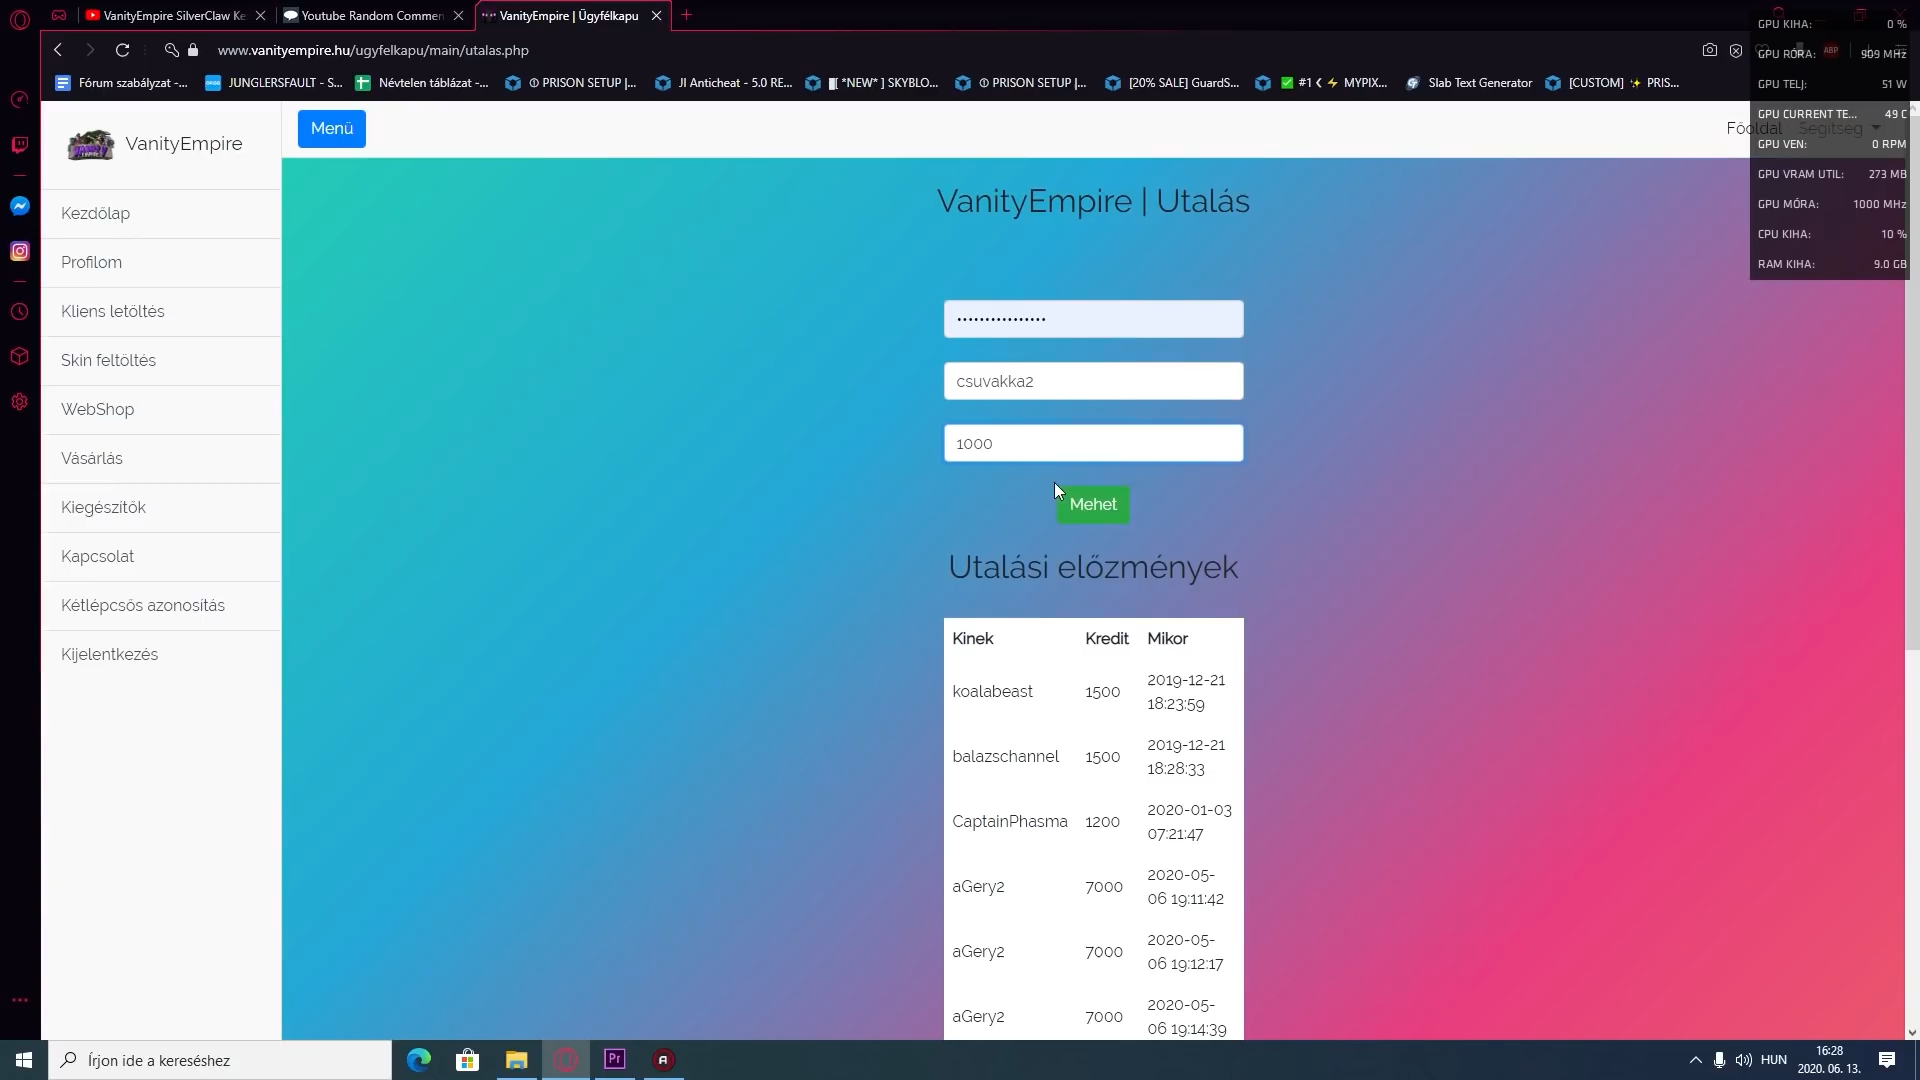 VanityEmpire SilverClaw Ke
Youtube Random Commen
VanityEmpire | Ügyfélkapu
www.vanityempire.hu/ugyfelkapu/main/utalas.php
Fórum szabályzat -...
JUNGLERSFAULT - S...
Névtelen táblázat -...
① PRISON SETUP |...
JI Anticheat - 5.0 RE...
*NEW* ] SKYBLO...
① PRISON SETUP |...
[20% SALE] GuardS...
✅ #1 ⚡ MYPIX...
Slab Text Generator
[CUSTOM] ✨ PRIS...
GPU KIHA: 0 %
GPU RÓRA: 909 MHz
GPU TELJ: 51 W
GPU CURRENT TE... 49 C
GPU VEN: 0 RPM
GPU VRAM UTIL: 273 MB
GPU MÓRA: 1000 MHz
CPU KIHA: 10 %
RAM KIHA: 9.0 GB
ABP
VanityEmpire
Menü
Főoldal
Segítség
Kezdőlap
Profilom
Kliens letöltés
Skin feltöltés
WebShop
Vásárlás
Kiegészítők
Kapcsolat
Kétlépcsős azonosítás
Kijelentkezés
VanityEmpire | Utalás
••••••••••••••••
csuvakka2
1000
Mehet
Utalási előzmények
Kinek Kredit Mikor
koalabeast 1500 2019-12-21
18:23:59
balazschannel 1500 2019-12-21
18:28:33
CaptainPhasma 1200 2020-01-03
07:21:47
aGery2 7000 2020-05-
06 19:11:42
aGery2 7000 2020-05-
06 19:12:17
aGery2 7000 2020-05-
06 19:14:39
Írjon ide a kereséshez
Pr
HUN
16:28
2020. 06. 13.